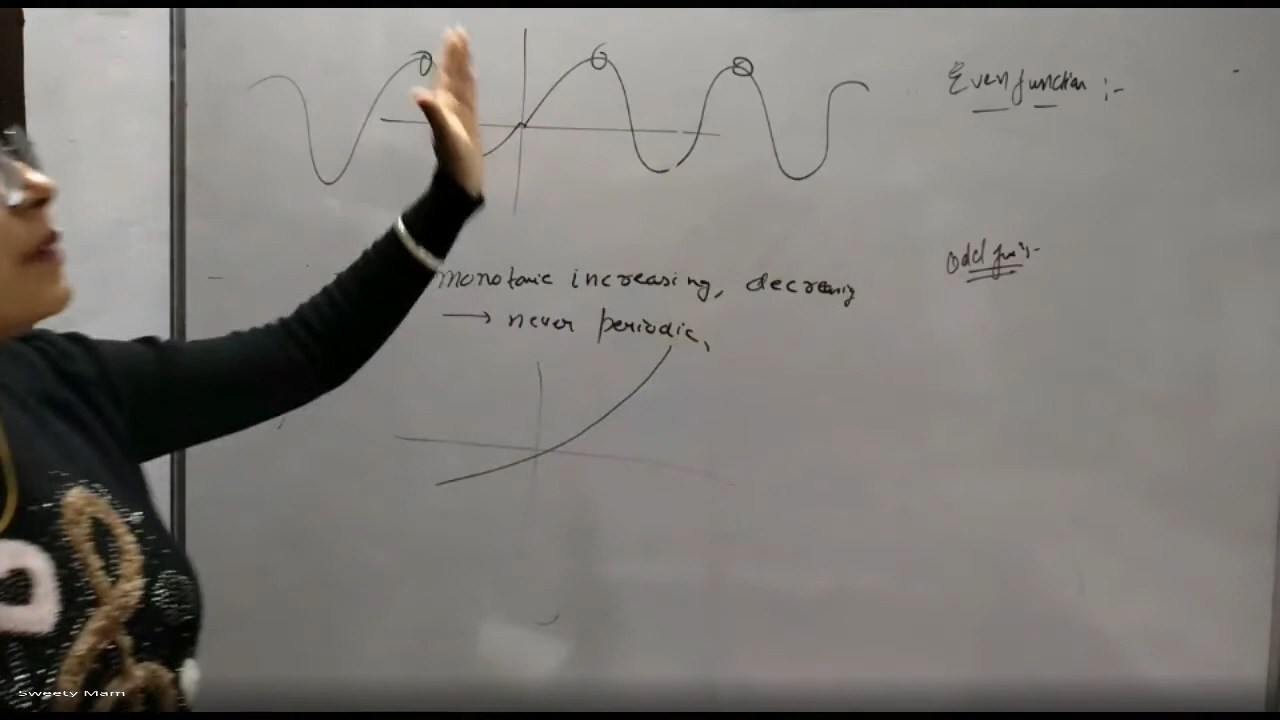 Even function :-
Odd fun :-
monotonic increasing, decreasing
→ never periodic,
Sweety Mam